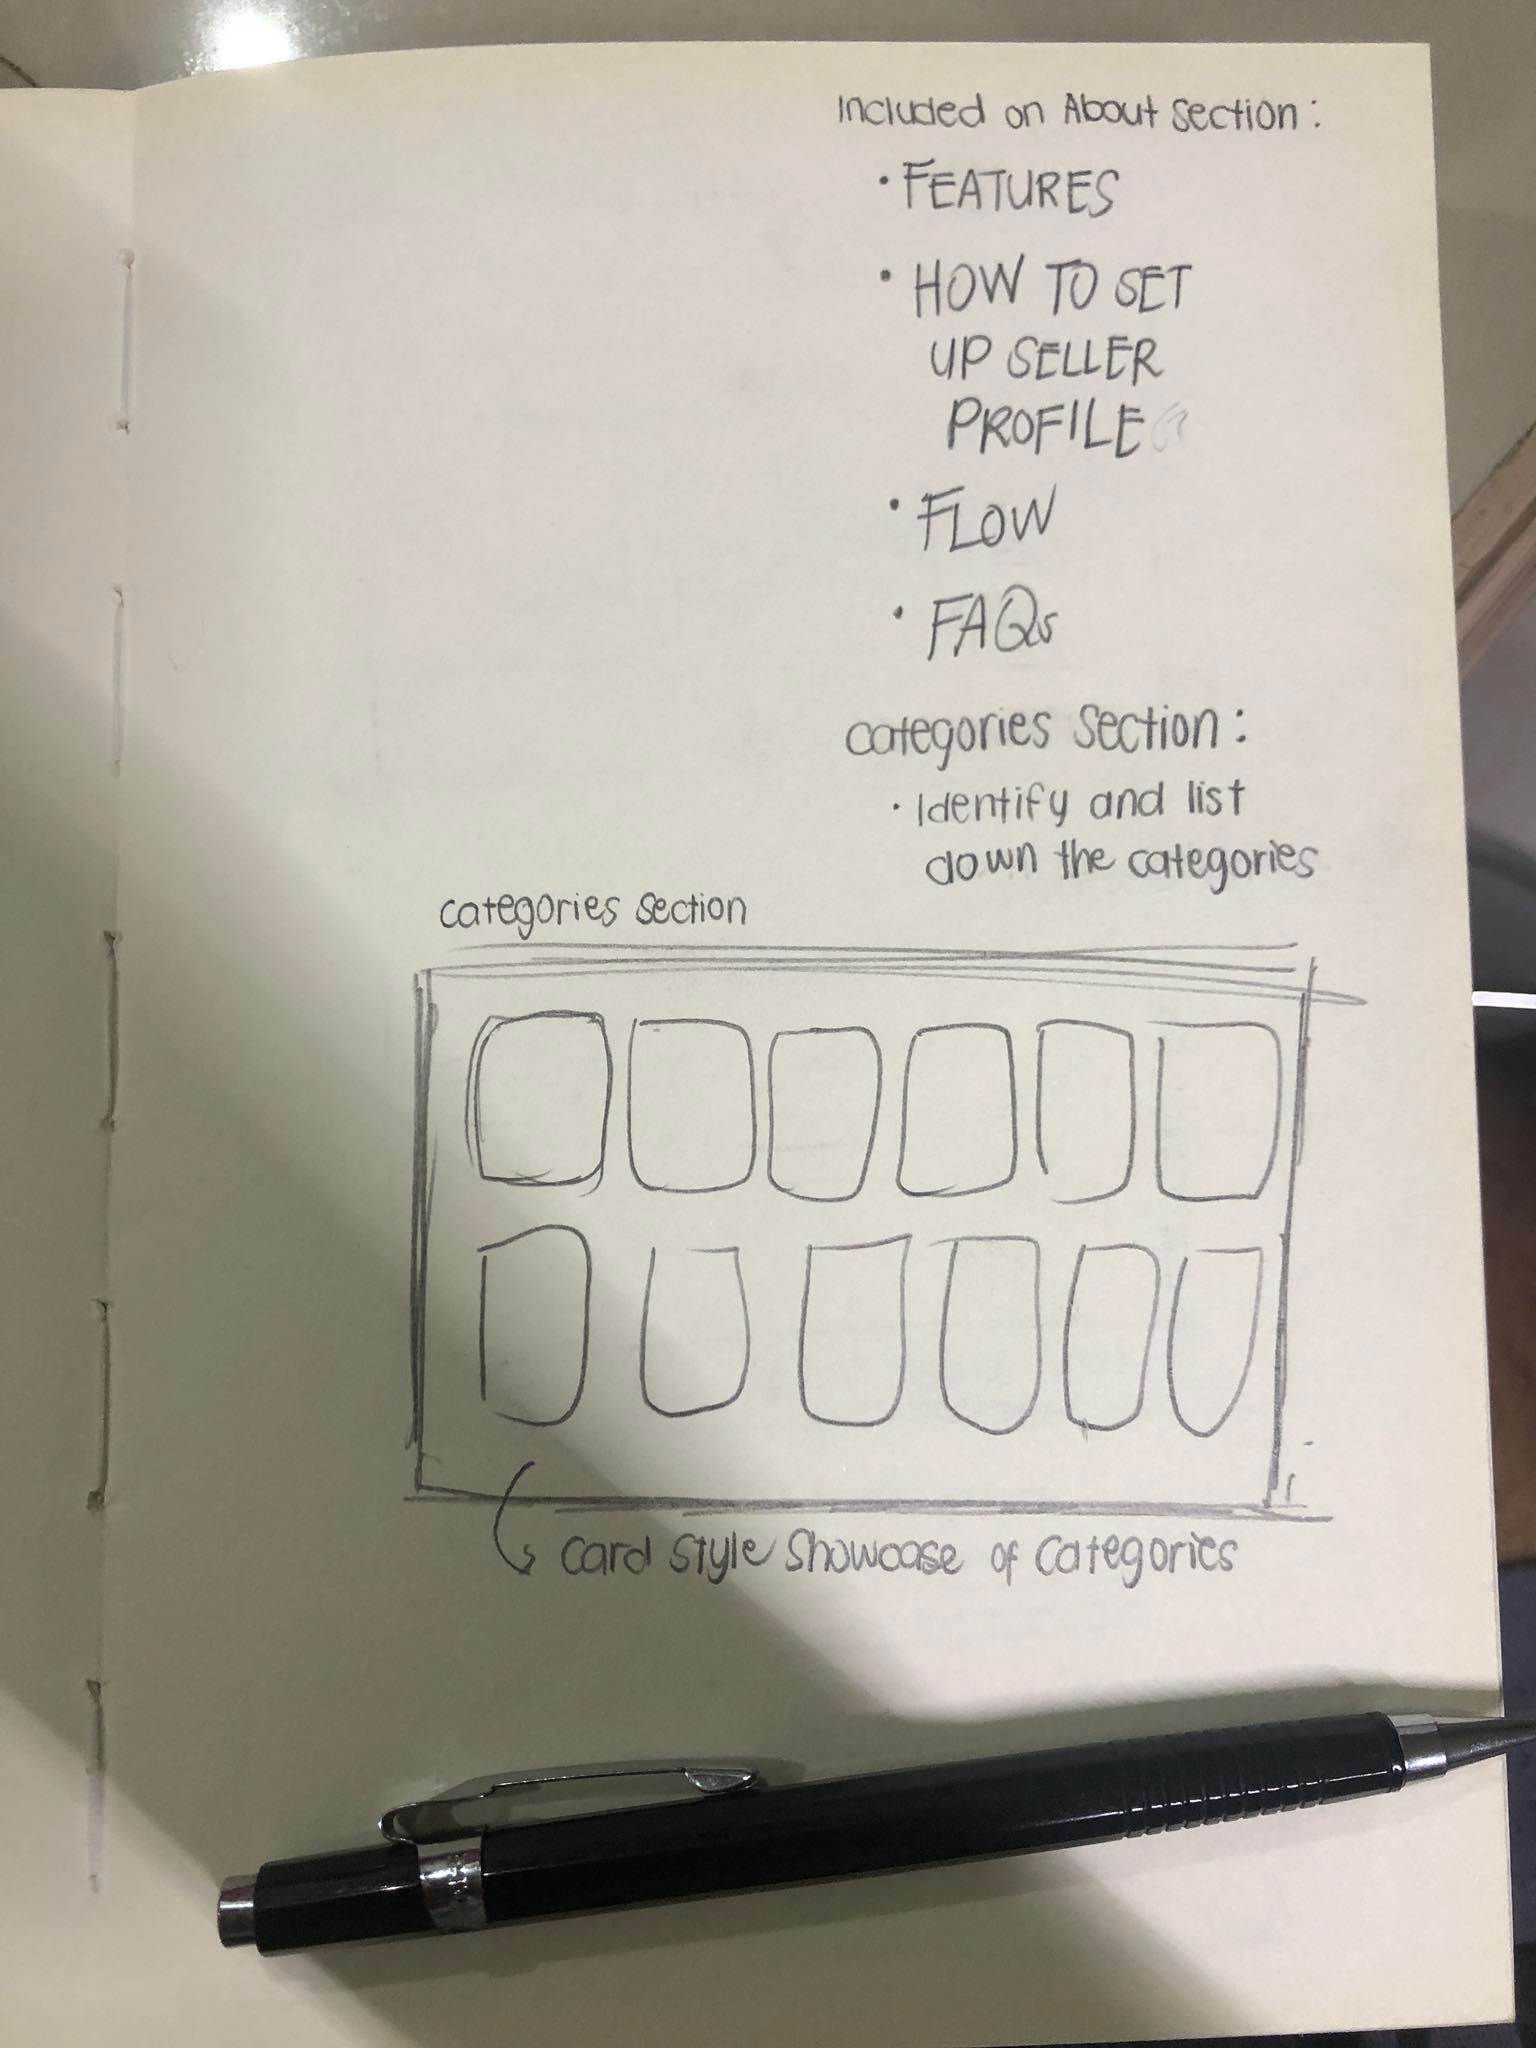 Included on About section:
• FEATURES
• HOW TO SET
UP SELLER
PROFILE
• FLOW
• FAQs
categories section:
• Identify and list
down the categories
categories section
card style showcase of categories